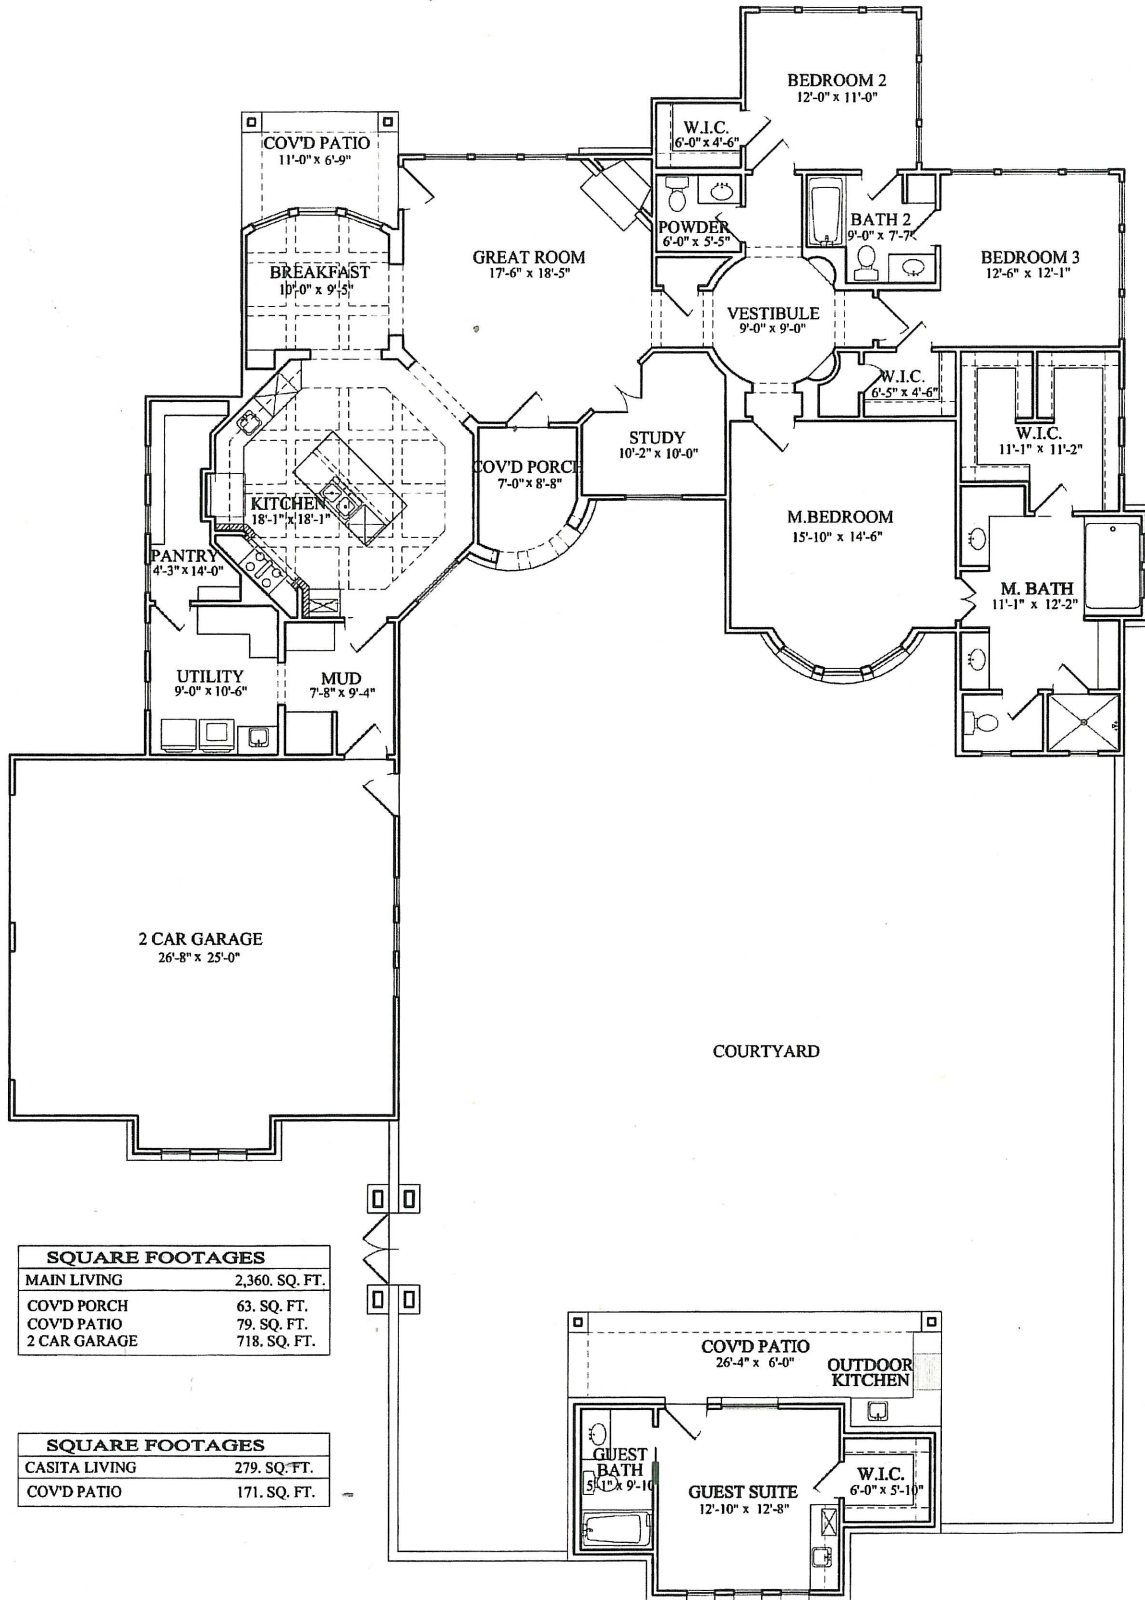 BEDROOM 2
12'-0" x 11'-0"
W.I.C.
6'-0" x 4'-6"
COV'D PATIO
11'-0" x 6'-9"
POWDER
6'-0" x 5'-5"
BATH 2
9'-0" x 7'-7"
GREAT ROOM
17'-6" x 18'-5"
BEDROOM 3
12'-6" x 12'-1"
BREAKFAST
10'-0" x 9'-5"
VESTIBULE
9'-0" x 9'-0"
W.I.C.
6'-5" x 4'-6"
STUDY
10'-2" x 10'-0"
W.I.C.
11'-1" x 11'-2"
COV'D PORCH
7'-0" x 8'-8"
KITCHEN
18'-1" x 18'-1"
M.BEDROOM
15'-10" x 14'-6"
PANTRY
4'-3" x 14'-0"
M. BATH
11'-1" x 12'-2"
UTILITY
9'-0" x 10'-6"
MUD
7'-8" x 9'-4"
2 CAR GARAGE
26'-8" x 25'-0"
COURTYARD
SQUARE FOOTAGES
MAIN LIVING 2,360. SQ. FT.
COV'D PORCH 63. SQ. FT.
COV'D PATIO 79. SQ. FT.
2 CAR GARAGE 718. SQ. FT.
COV'D PATIO
26'-4" x 6'-0"
OUTDOOR
KITCHEN
SQUARE FOOTAGES
CASITA LIVING 279. SQ. FT.
COV'D PATIO 171. SQ. FT.
GUEST
BATH
5'-1" x 9'-10"
GUEST SUITE
12'-10" x 12'-8"
W.I.C.
6'-0" x 5'-10"